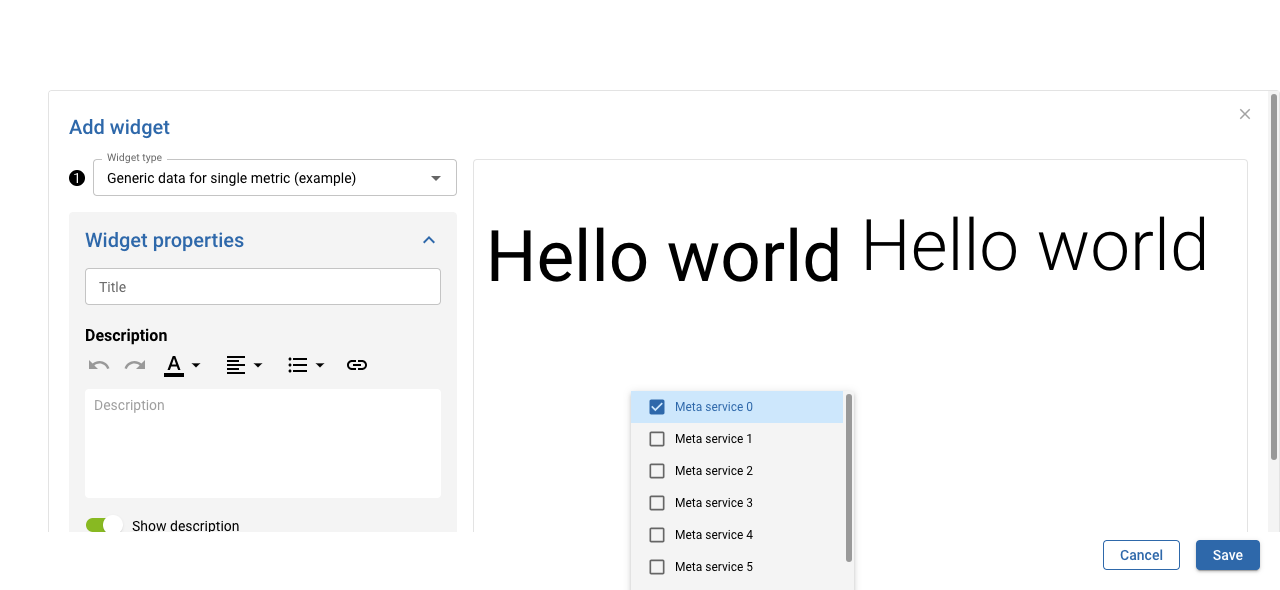 Add widget
Widget type
1
Generic data for single metric (example)
Widget properties
Title
Description
A
Description
Show description
Hello world Hello world
Meta service 0
Meta service 1
Meta service 2
Meta service 3
Meta service 4
Meta service 5
Cancel
Save